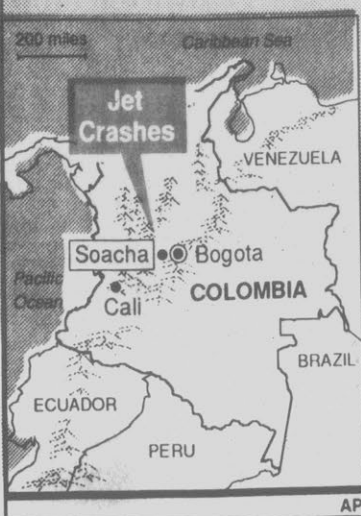 200 miles
Caribbean Sea
Jet
Crashes
VENEZUELA
Soacha
Bogota
Pacific
Ocean
Cali
COLOMBIA
BRAZIL
ECUADOR
PERU
AP